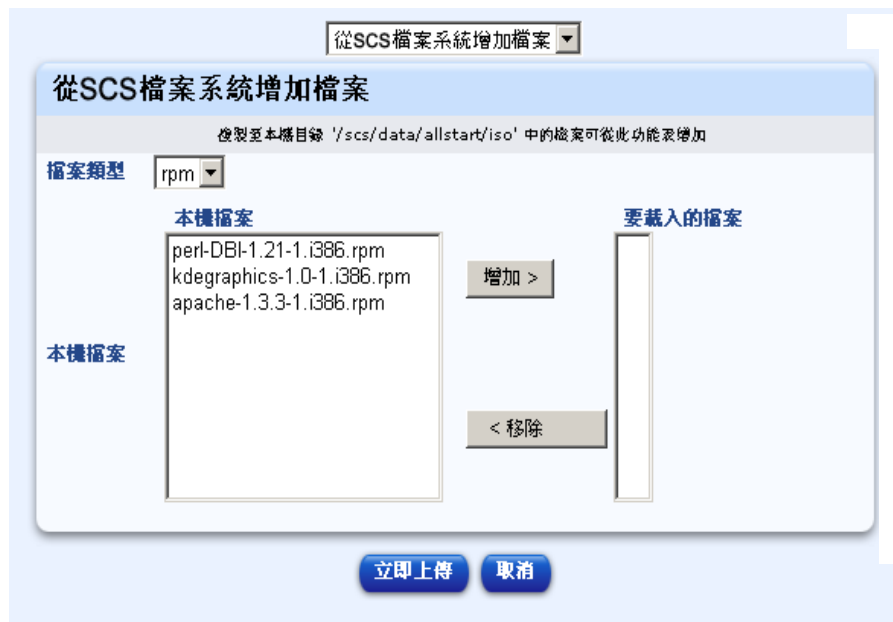 從SCS檔案系統增加檔案
從SCS檔案系統增加檔案
複製至本機目錄 '/scs/data/allstart/iso' 中的檔案可從此功能表增加
檔案類型 rpm
本機檔案 要載入的檔案
perl-DBI-1.21-1.i386.rpm
kdegraphics-1.0-1.i386.rpm
apache-1.3.3-1.i386.rpm
增加 >
本機檔案
< 移除
立即上傳 取消